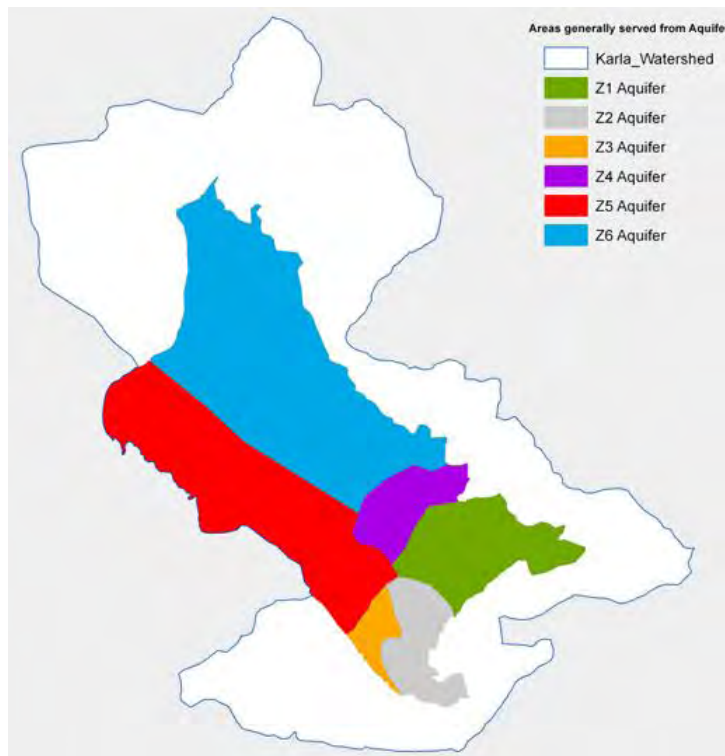 Areas generally served from Aquife
Karla_Watershed
Z1 Aquifer
Z2 Aquifer
Z3 Aquifer
Z4 Aquifer
Z5 Aquifer
Z6 Aquifer